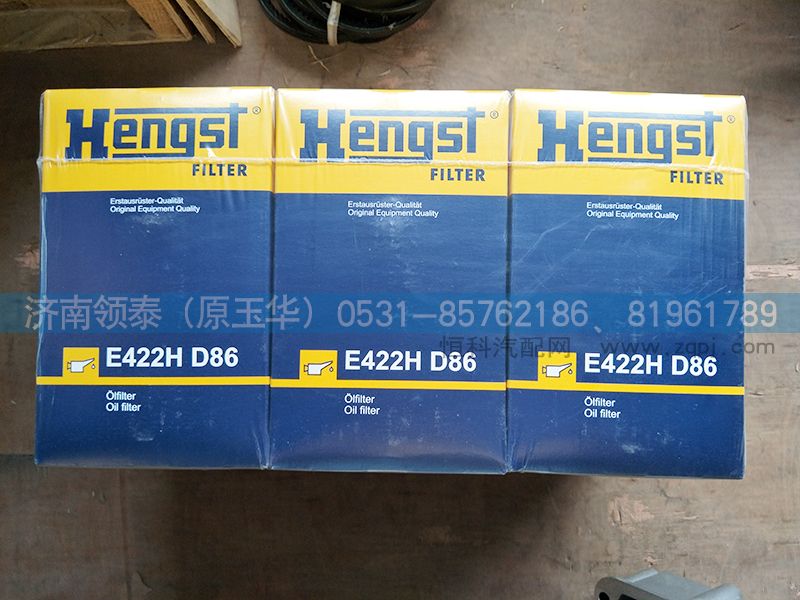 Hengst®
FILTER
Erstausrüster-Qualität
Original Equipment Quality
E422H D86
Ölfilter
Oil filter
Hengst®
FILTER
Erstausrüster-Qualität
Original Equipment Quality
E422H D86
Ölfilter
Oil filter
Hengst®
FILTER
Erstausrüster-Qualität
Original Equipment Quality
E422H D86
Ölfilter
Oil filter
济南领泰（原玉华）0531-85762186、81961789
恒科汽配网 www.zgpj.com